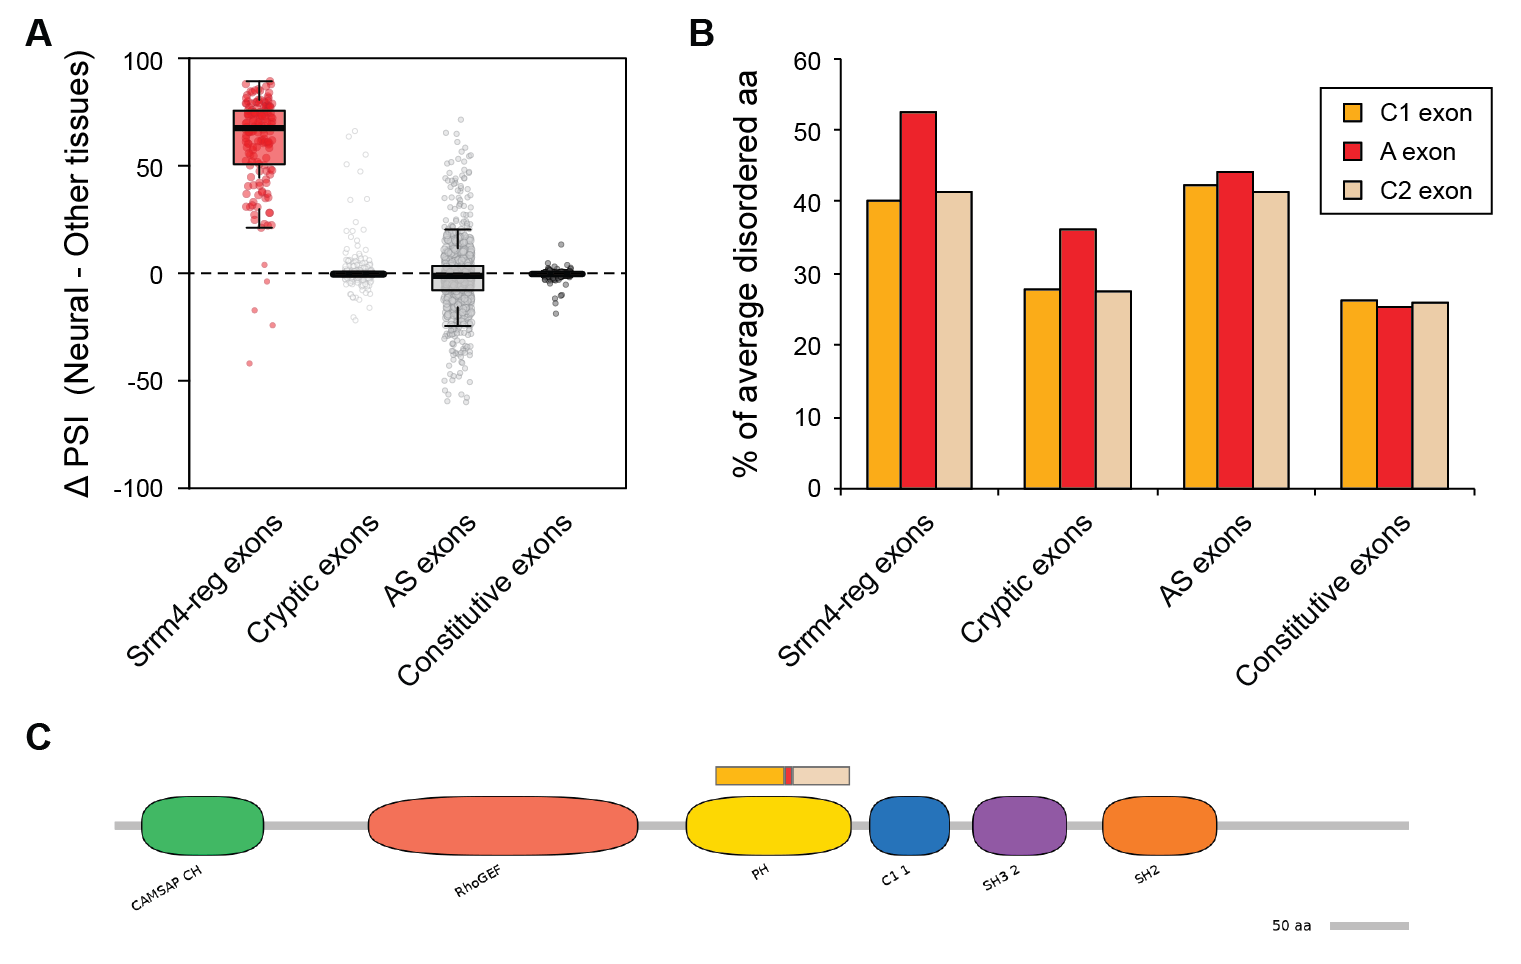 A
Δ PSI (Neural - Other tissues)
100
50
0
-50
-100
Srrm4-reg exons
Cryptic exons
AS exons
Constitutive exons
B
% of average disordered aa
60
50
40
30
20
10
0
C1 exon
A exon
C2 exon
Srrm4-reg exons
Cryptic exons
AS exons
Constitutive exons
C
CAMSAP CH
RhoGEF
PH
C1 1
SH3 2
SH2
50 aa